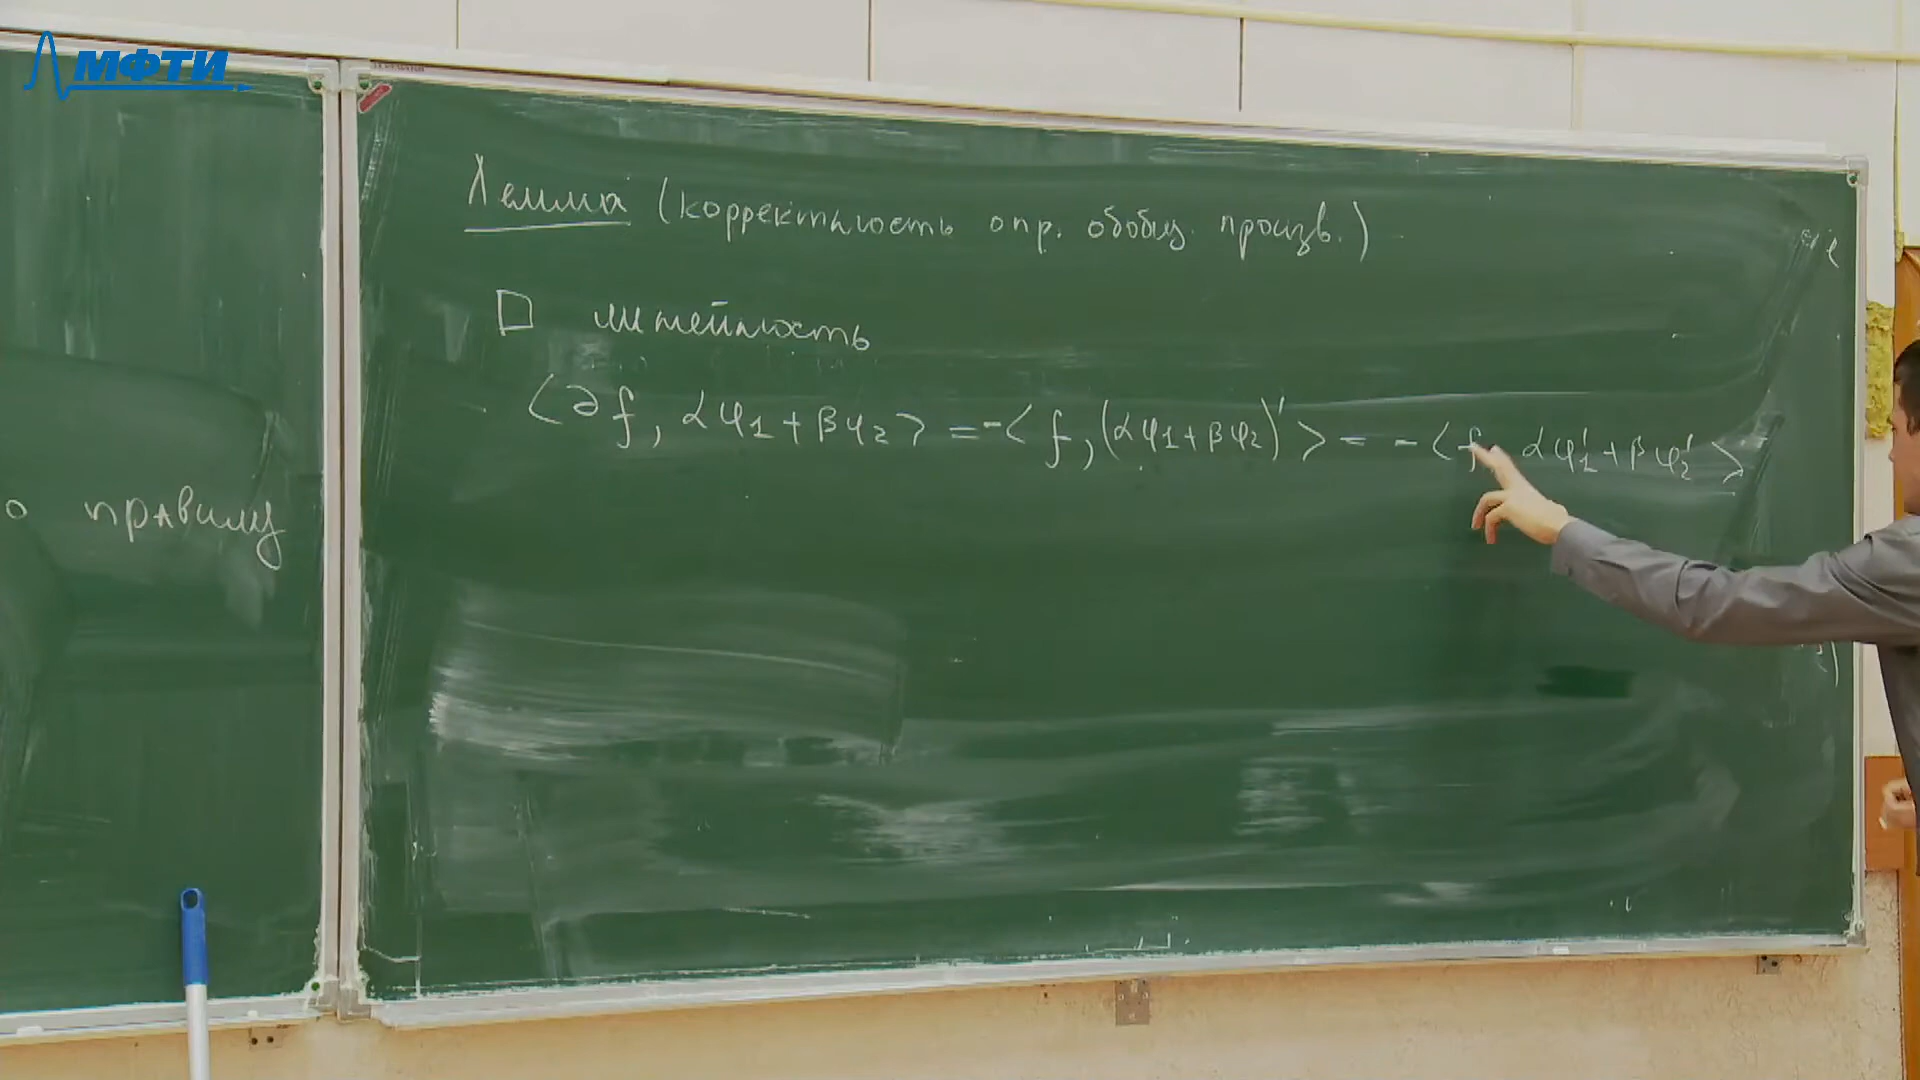 МФТИ
о правилу
Лемма (корректность опр. обобщ. произв.)
□ линейность
⟨∂f, αφ₁+βφ₂⟩ = -⟨f, (αφ₁+βφ₂)'⟩ = -⟨f, αφ₁'+βφ₂'⟩